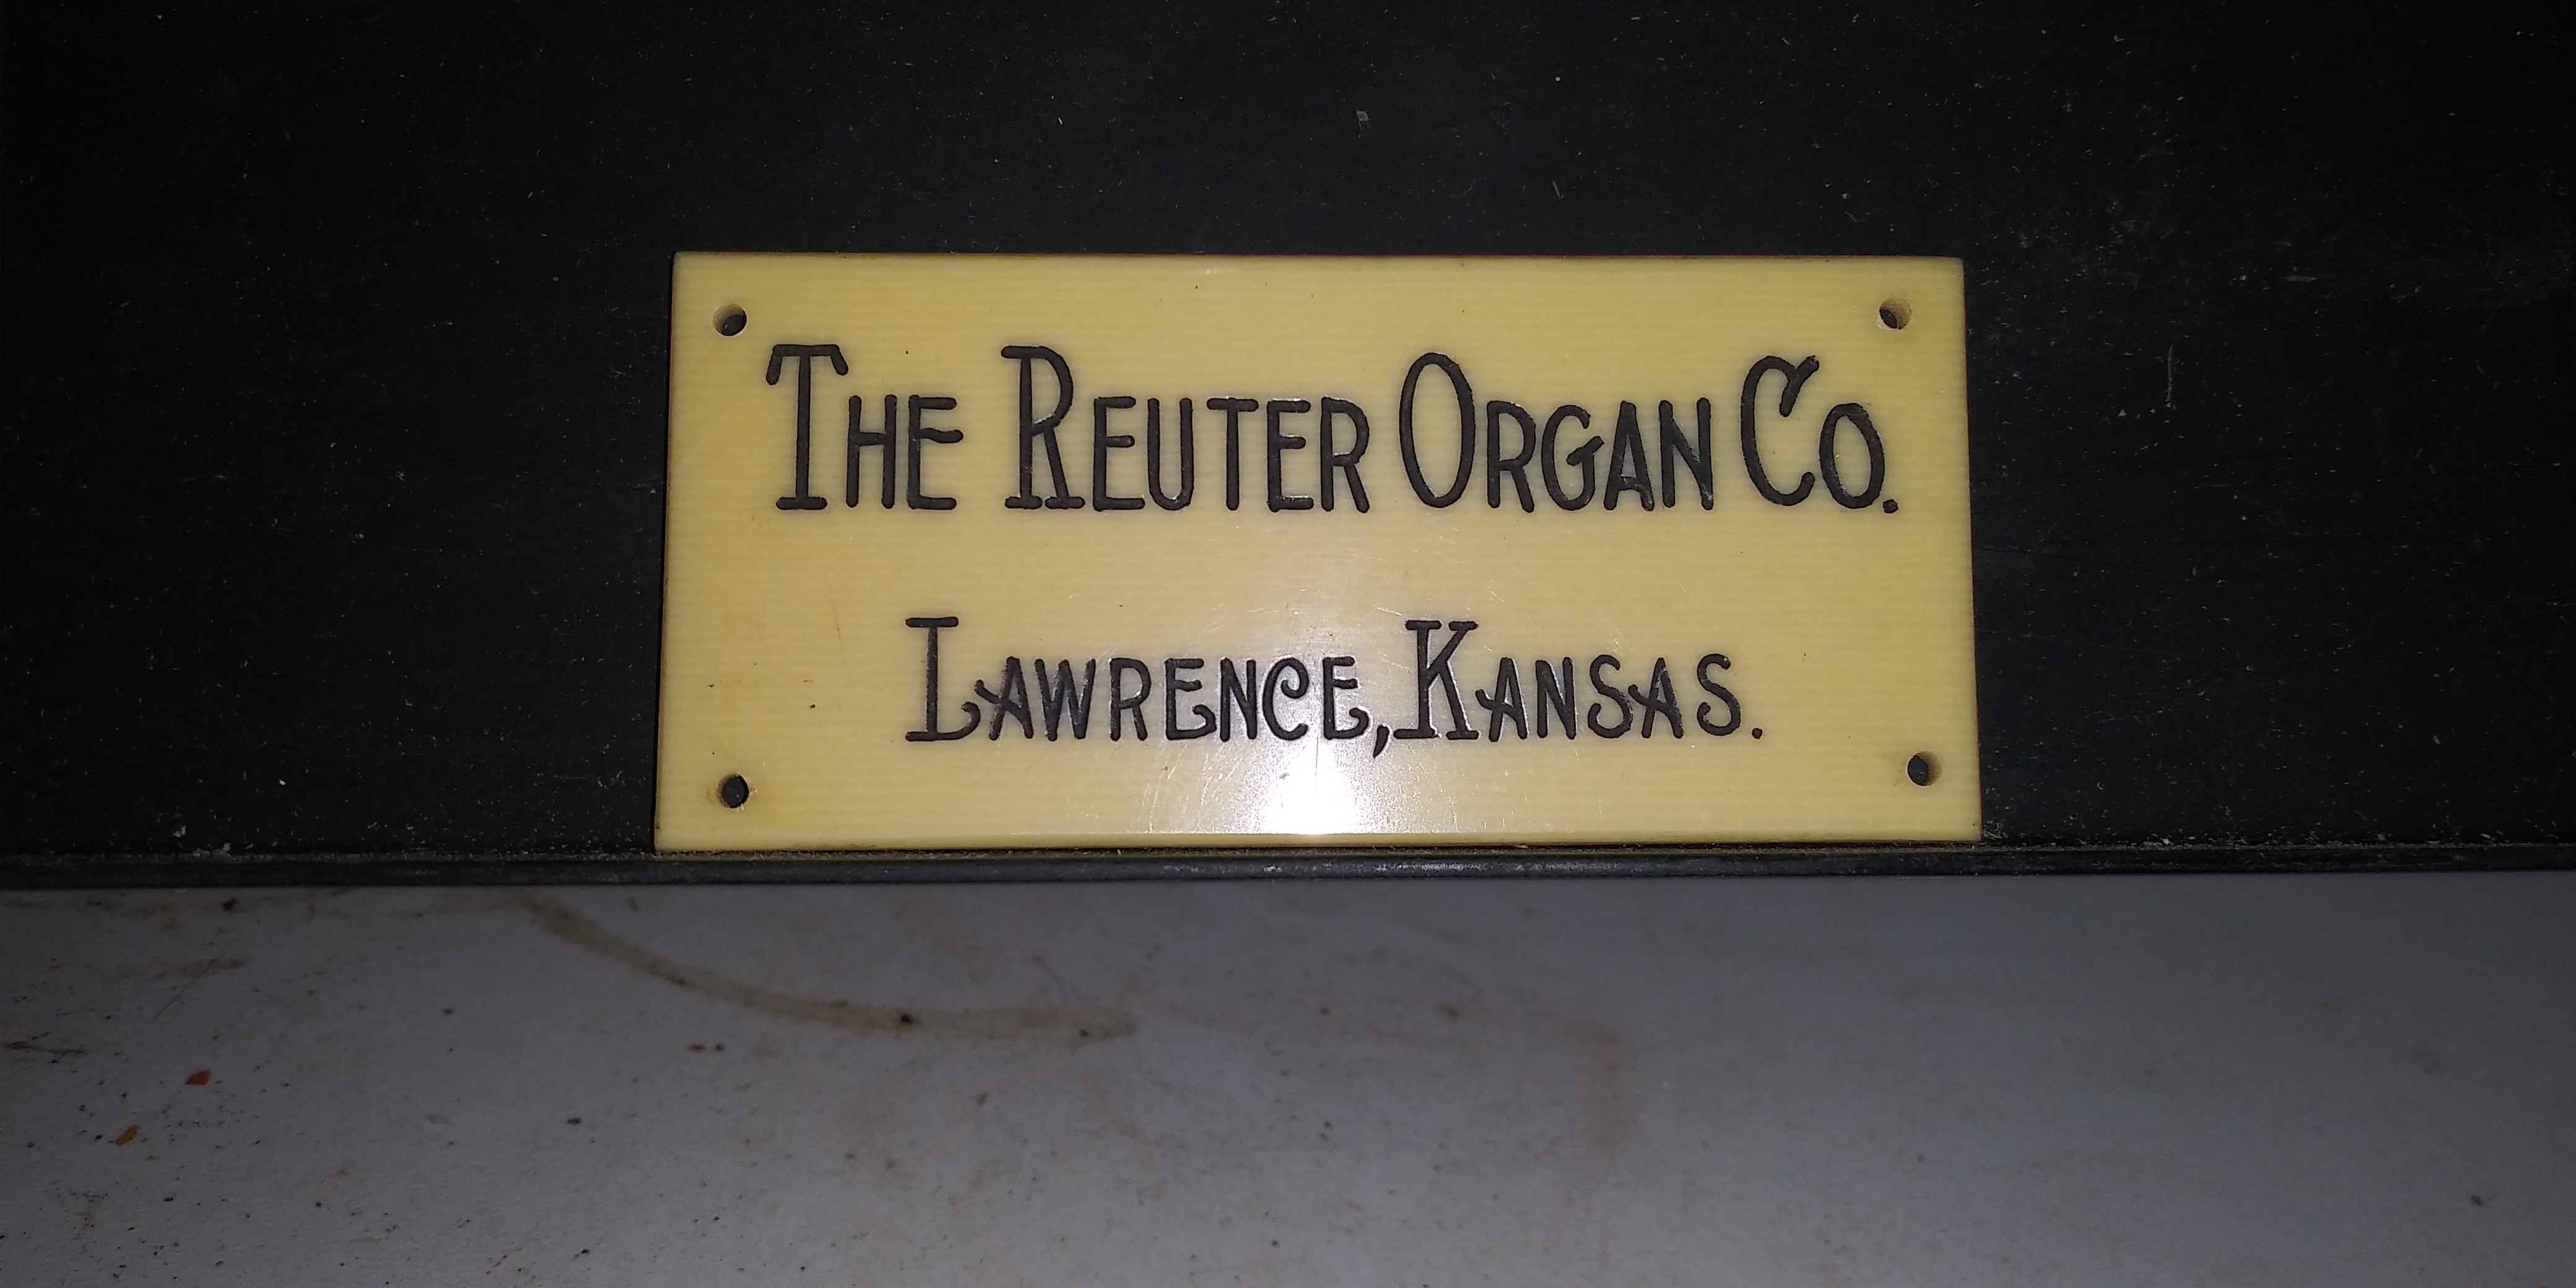 The Reuter Organ Co.
Lawrence, Kansas.